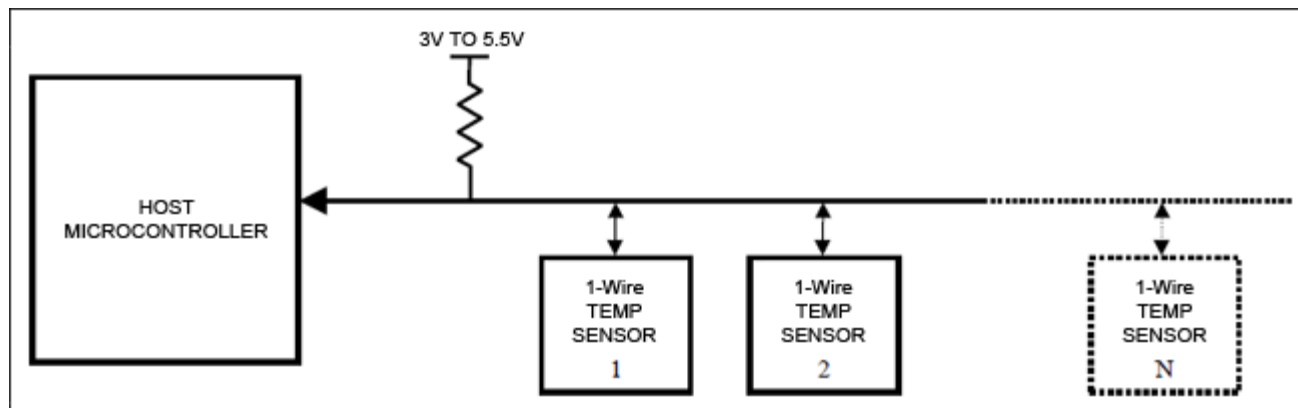 3V TO 5.5V
HOST
MICROCONTROLLER
1-Wire
TEMP
SENSOR
1
1-Wire
TEMP
SENSOR
2
1-Wire
TEMP
SENSOR
N